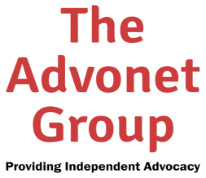 The
Advonet
Group
Providing Independent Advocacy